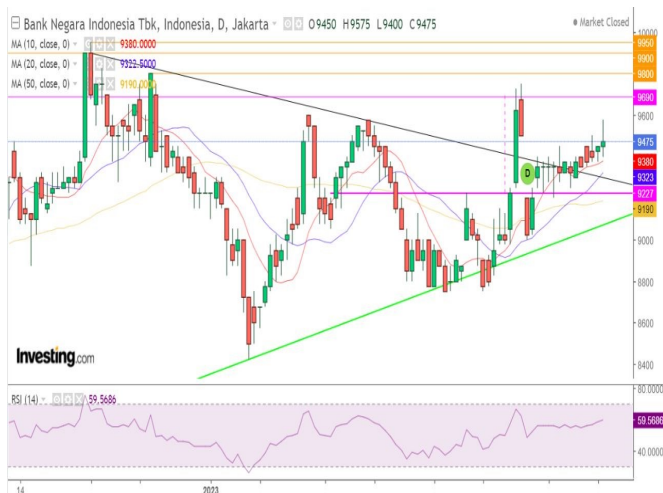 Bank Negara Indonesia Tbk, Indonesia, D, Jakarta O9450 H9575 L9400 C9475
Market Closed
MA (10, close, 0) 9380.0000
MA (20, close, 0) 9322.5000
MA (50, close, 0) 9190.0000
10000
9950
9900
9800
9690
9600
9475
9380
9323
9227
9190
9000
8800
8600
8400
D
Investing.com
RSI (14) 59.5686
80.0000
59.5686
40.0000
14
2023